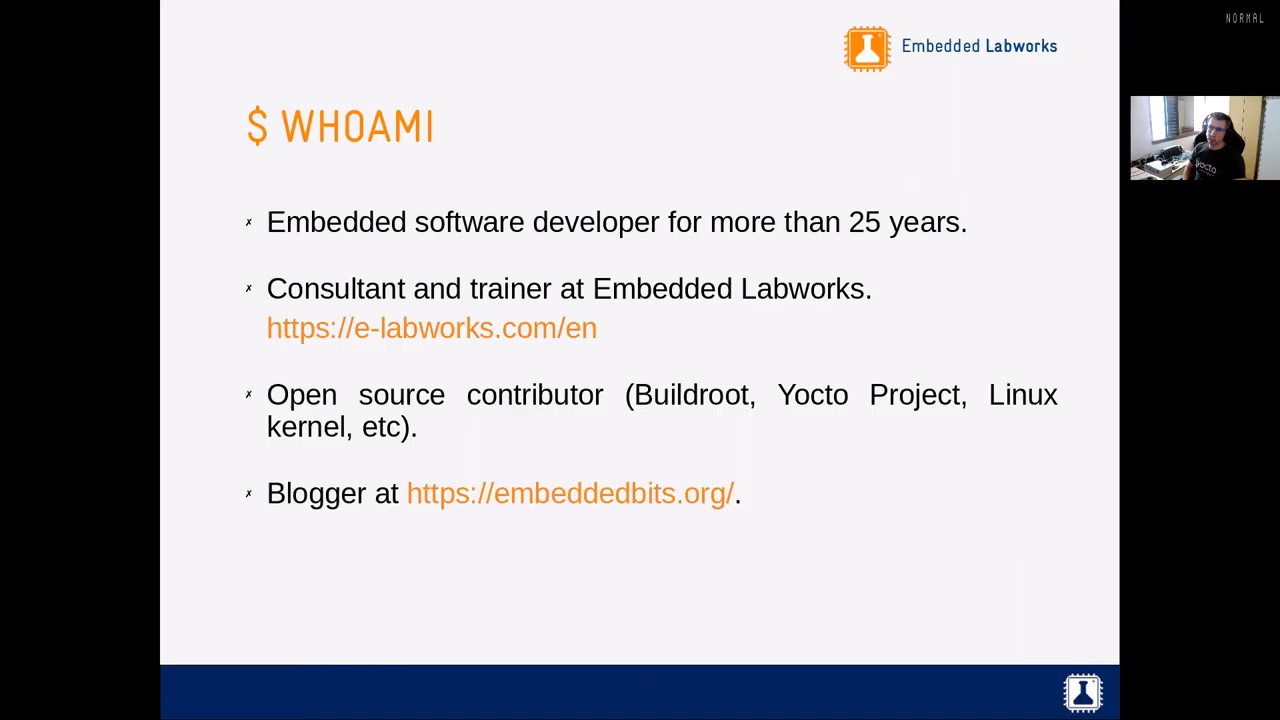 NORMAL
Embedded Labworks
$ WHOAMI
✗ Embedded software developer for more than 25 years.
✗ Consultant and trainer at Embedded Labworks.
https://e-labworks.com/en
✗ Open source contributor (Buildroot, Yocto Project, Linux
kernel, etc).
✗ Blogger at https://embeddedbits.org/.
yocto